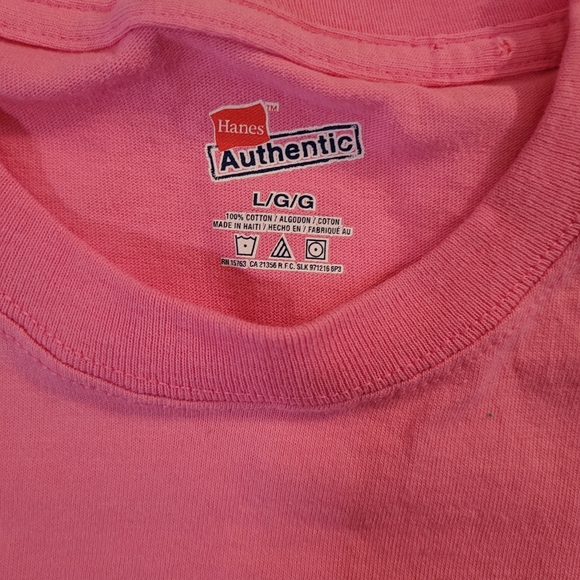 Hanes™
Authentic
L/G/G
100% COTTON / ALGODON / COTON
MADE IN HAITI / HECHO EN / FABRIQUÉ AU
RN 15763 CA 21356 R.F.C. SLK 971216 8P3